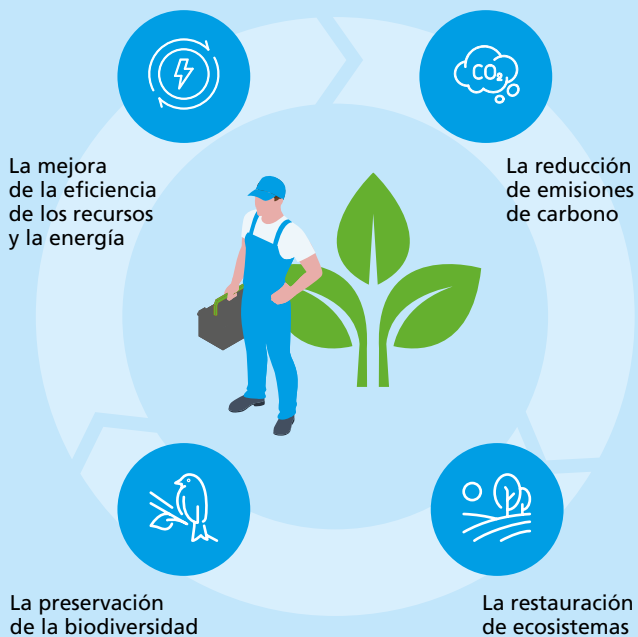 CO₂
La mejora
de la eficiencia
de los recursos
y la energía
La reducción
de emisiones
de carbono
La preservación
de la biodiversidad
La restauración
de ecosistemas